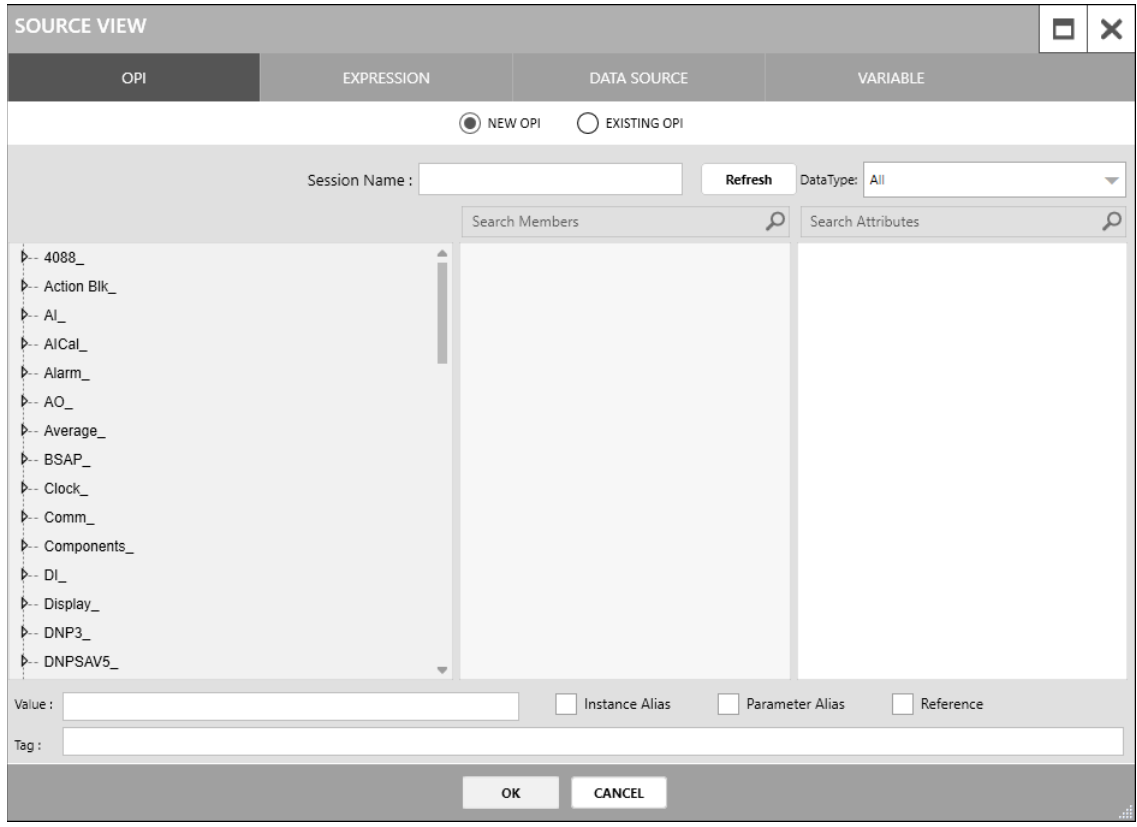 SOURCE VIEW
OPI EXPRESSION DATA SOURCE VARIABLE
NEW OPI EXISTING OPI
Session Name : Refresh DataType: All
Search Members Search Attributes
4088_
Action Blk_
AI_
AICal_
Alarm_
AO_
Average_
BSAP_
Clock_
Comm_
Components_
DI_
Display_
DNP3_
DNPSAV5_
Value : Instance Alias Parameter Alias Reference
Tag :
OK CANCEL